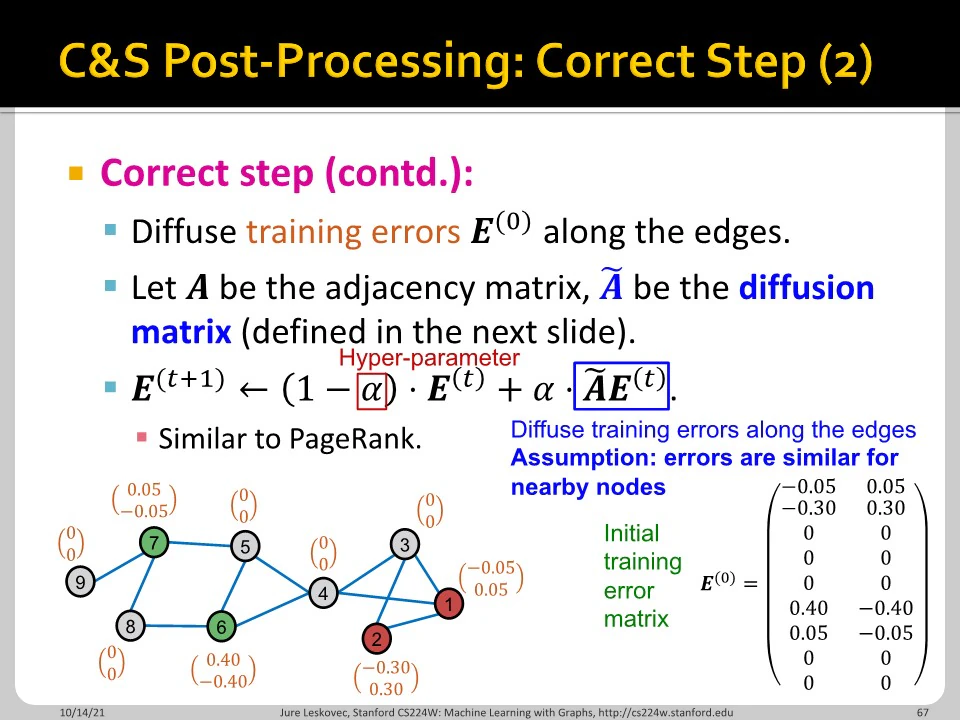 C&S Post-Processing: Correct Step (2)
Correct step (contd.):
Diffuse training errors E^(0) along the edges.
Let A be the adjacency matrix, Ã be the diffusion
matrix (defined in the next slide).
Hyper-parameter
E^(t+1) ← (1 − α) · E^(t) + α · ÃE^(t).
Similar to PageRank.
Diffuse training errors along the edges
Assumption: errors are similar for
nearby nodes
(0.05
−0.05)
(0
0)
(0
0)
(0
0)
(0
0)
(−0.05
0.05)
7
5
3
9
4
1
8
6
2
(0
0)
(0.40
−0.40)
(−0.30
0.30)
Initial
training
error
matrix
E^(0) =
−0.05 0.05
−0.30 0.30
0 0
0 0
0 0
0.40 −0.40
0.05 −0.05
0 0
0 0
10/14/21 Jure Leskovec, Stanford CS224W: Machine Learning with Graphs, http://cs224w.stanford.edu 67